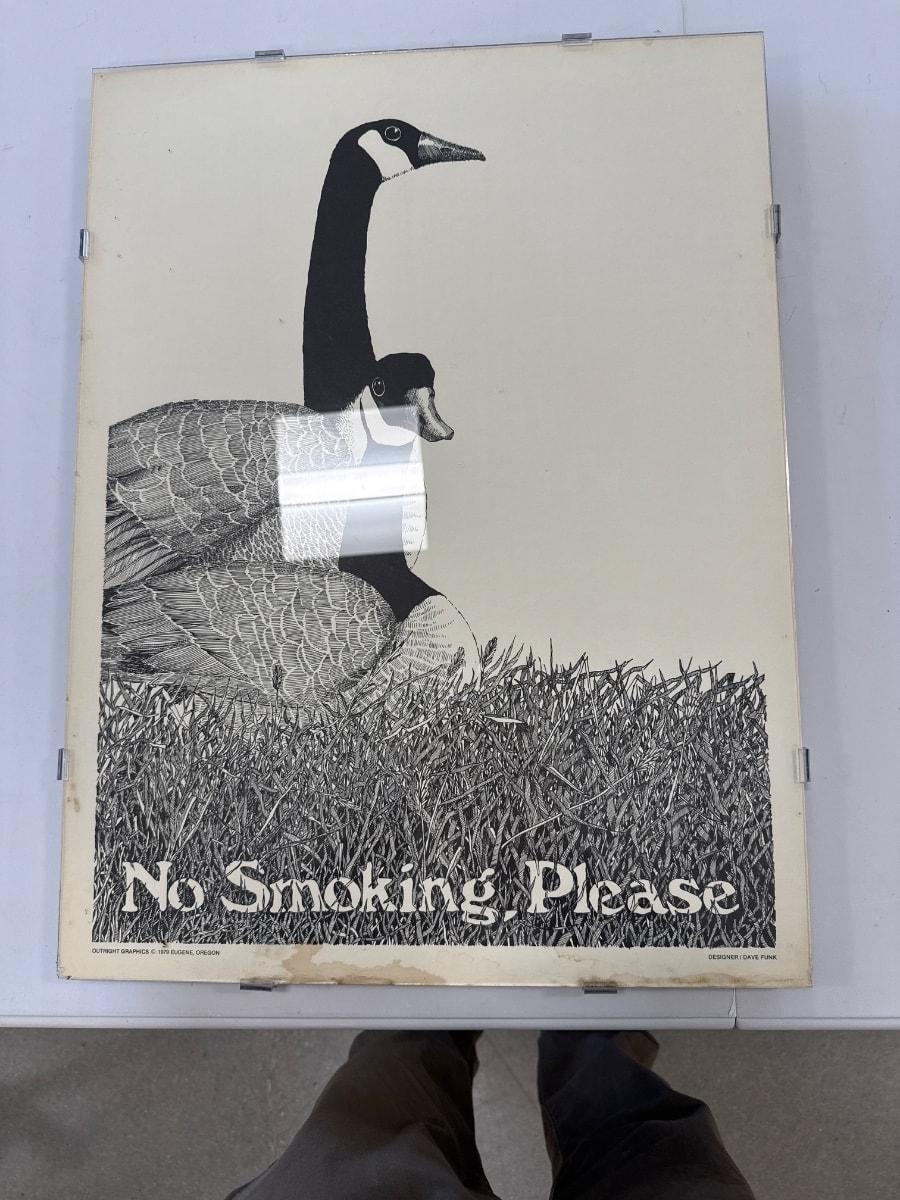 No Smoking, Please
OUTRIGHT GRAPHICS © 1979 EUGENE, OREGON
DESIGNER / DAVE FUNK